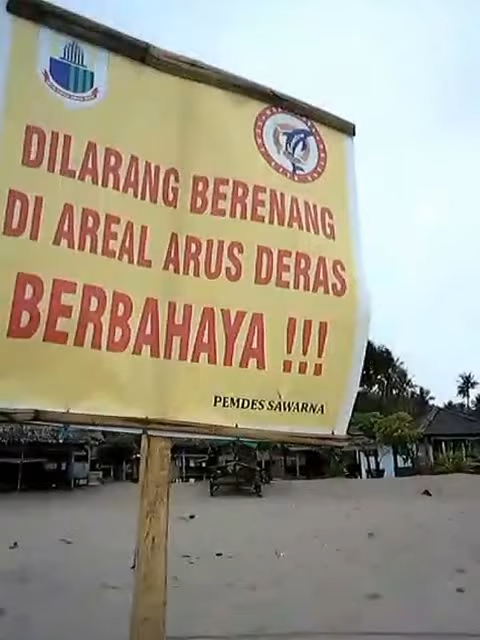 DILARANG BERENANG
DI AREAL ARUS DERAS
BERBAHAYA !!!
PEMDES SAWARNA